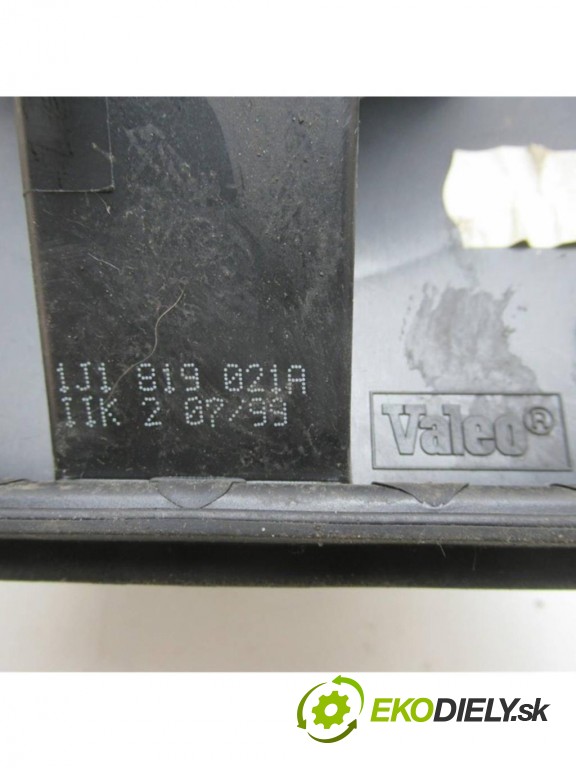 1J1 819 021A
IIK 2 07/99
Valeo®
EKODIELY.sk